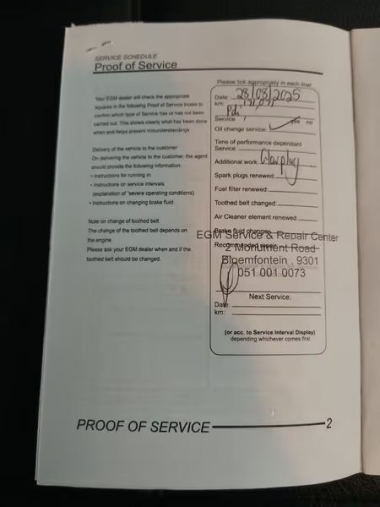 SERVICE SCHEDULE
Proof of Service
Your EGM dealer will check the appropriate
squares in the following Proof of Service boxes to
confirm which type of Service has or has not been
carried out. This shows clearly what has been done
when and helps prevent misunderstandings
Delivery of the vehicle to the customer
On delivering the vehicle to the customer, the agent
should provide the following information.
• Instructions for running in
• Instructions on service intervals
(explanation of "severe operating conditions)
• Instructions on changing brake fluid
Note on change of toothed belt
The change of the toothed belt depends on
the engine.
Please ask your EGM dealer when and if the
toothed belt should be changed.
Please tick appropriately in each line!
Date: 28/08/2025
km:
Service:
yes no
Oil change service:
Time of performance dependant
Service
Additional work:
Spark plugs renewed:
Fuel filter renewed:
Toothed belt changed:
Air Cleaner element renewed:
Brake fluid changed:
EGM Service & Repair Center
2 Monument Road
Bloemfontein, 9301
051 001 0073
Next Service:
Date:
km:
(or acc. to Service Interval Display)
depending whichever comes first
PROOF OF SERVICE 2